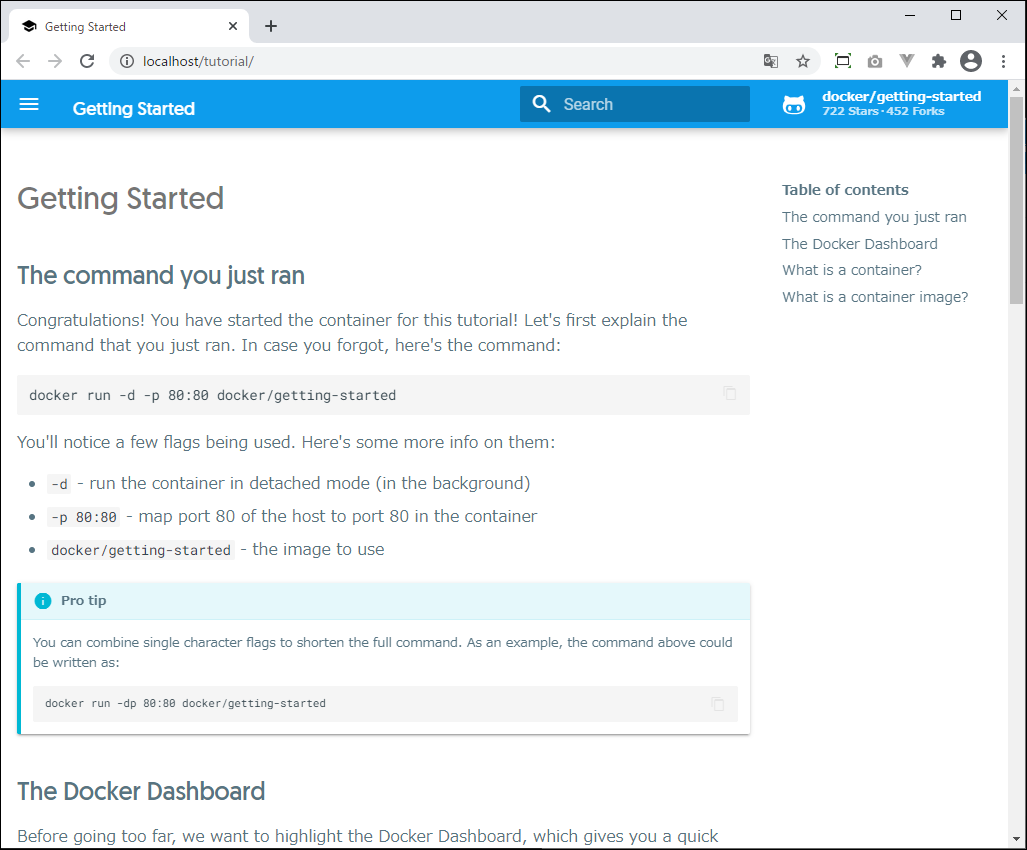 Getting Started
localhost/tutorial/
Getting Started
Search
docker/getting-started
722 Stars · 452 Forks
Getting Started
The command you just ran
Congratulations! You have started the container for this tutorial! Let's first explain the
command that you just ran. In case you forgot, here's the command:
docker run -d -p 80:80 docker/getting-started
You'll notice a few flags being used. Here's some more info on them:
-d - run the container in detached mode (in the background)
-p 80:80 - map port 80 of the host to port 80 in the container
docker/getting-started - the image to use
Pro tip
You can combine single character flags to shorten the full command. As an example, the command above could
be written as:
docker run -dp 80:80 docker/getting-started
The Docker Dashboard
Before going too far, we want to highlight the Docker Dashboard, which gives you a quick
Table of contents
The command you just ran
The Docker Dashboard
What is a container?
What is a container image?